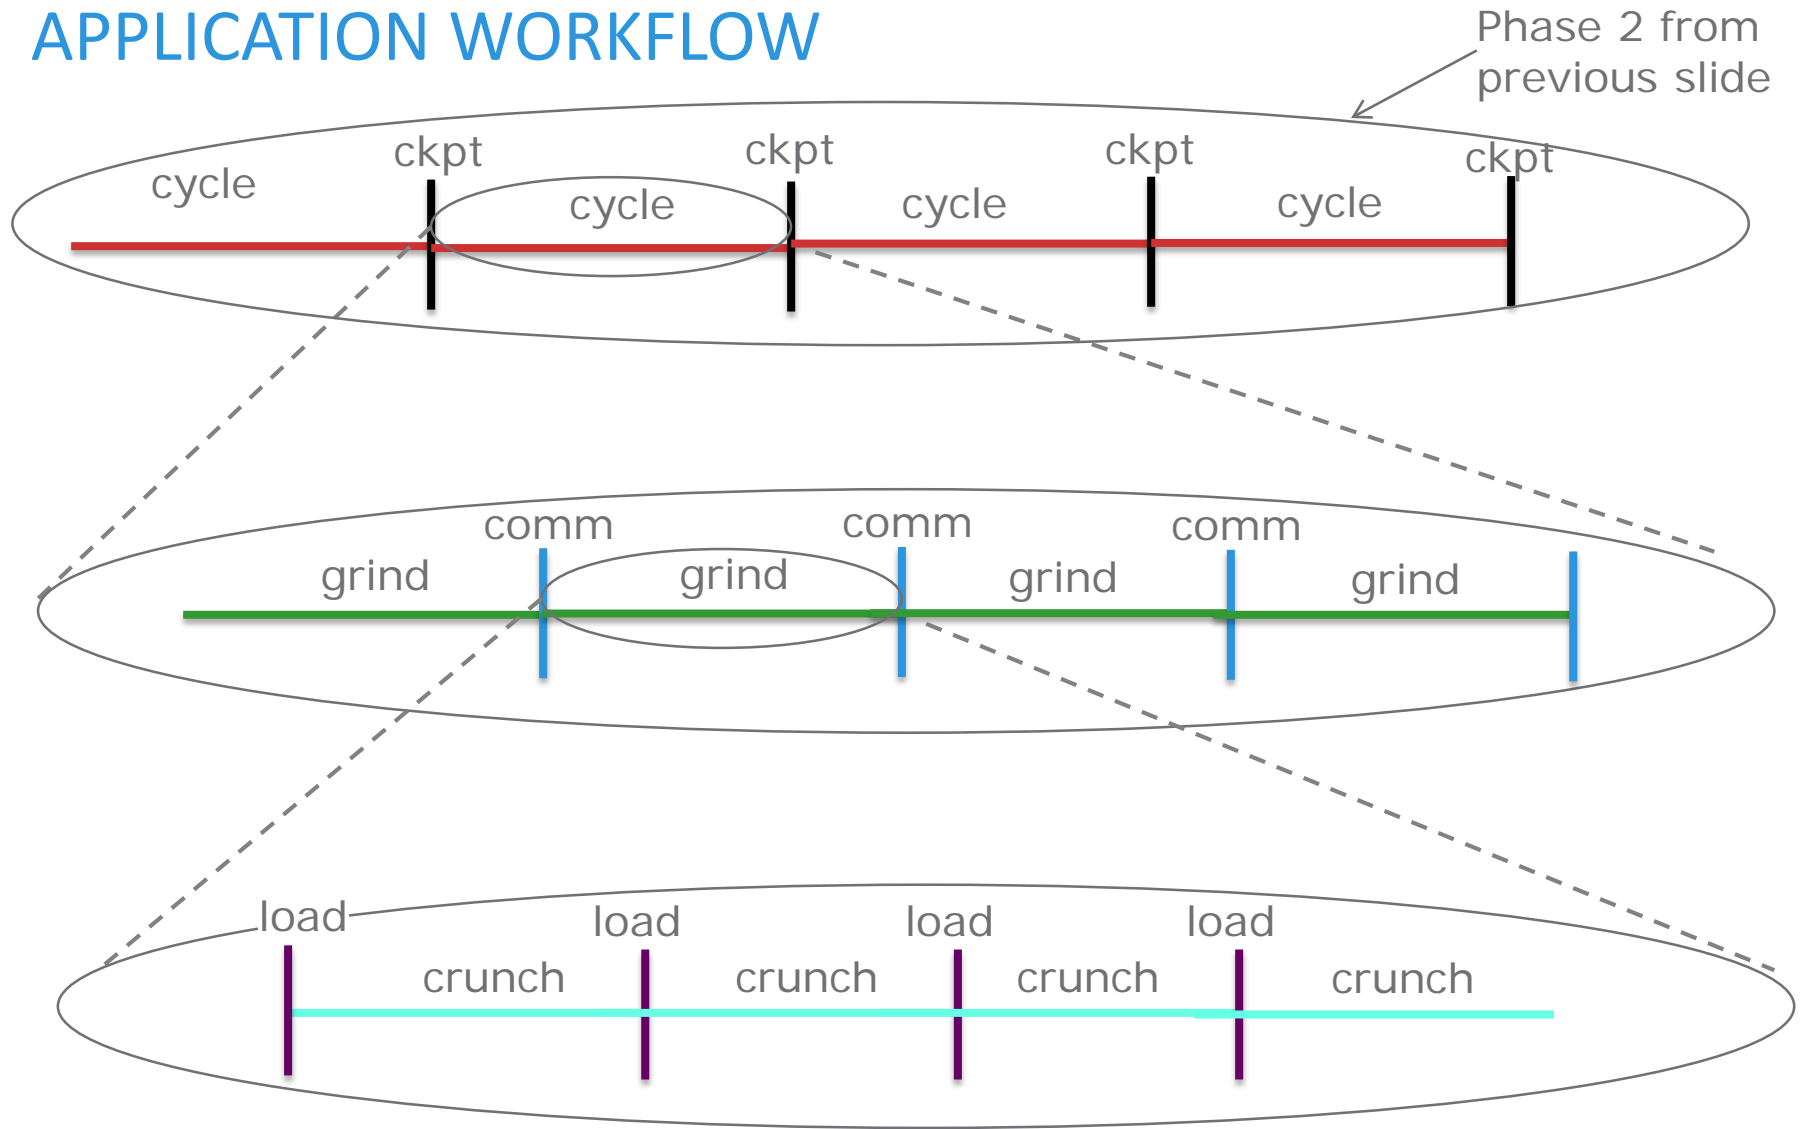 APPLICATION WORKFLOW
Phase 2 from
previous slide
ckpt
ckpt
ckpt
ckpt
cycle
cycle
cycle
cycle
comm
comm
comm
grind
grind
grind
grind
load
load
load
load
crunch
crunch
crunch
crunch